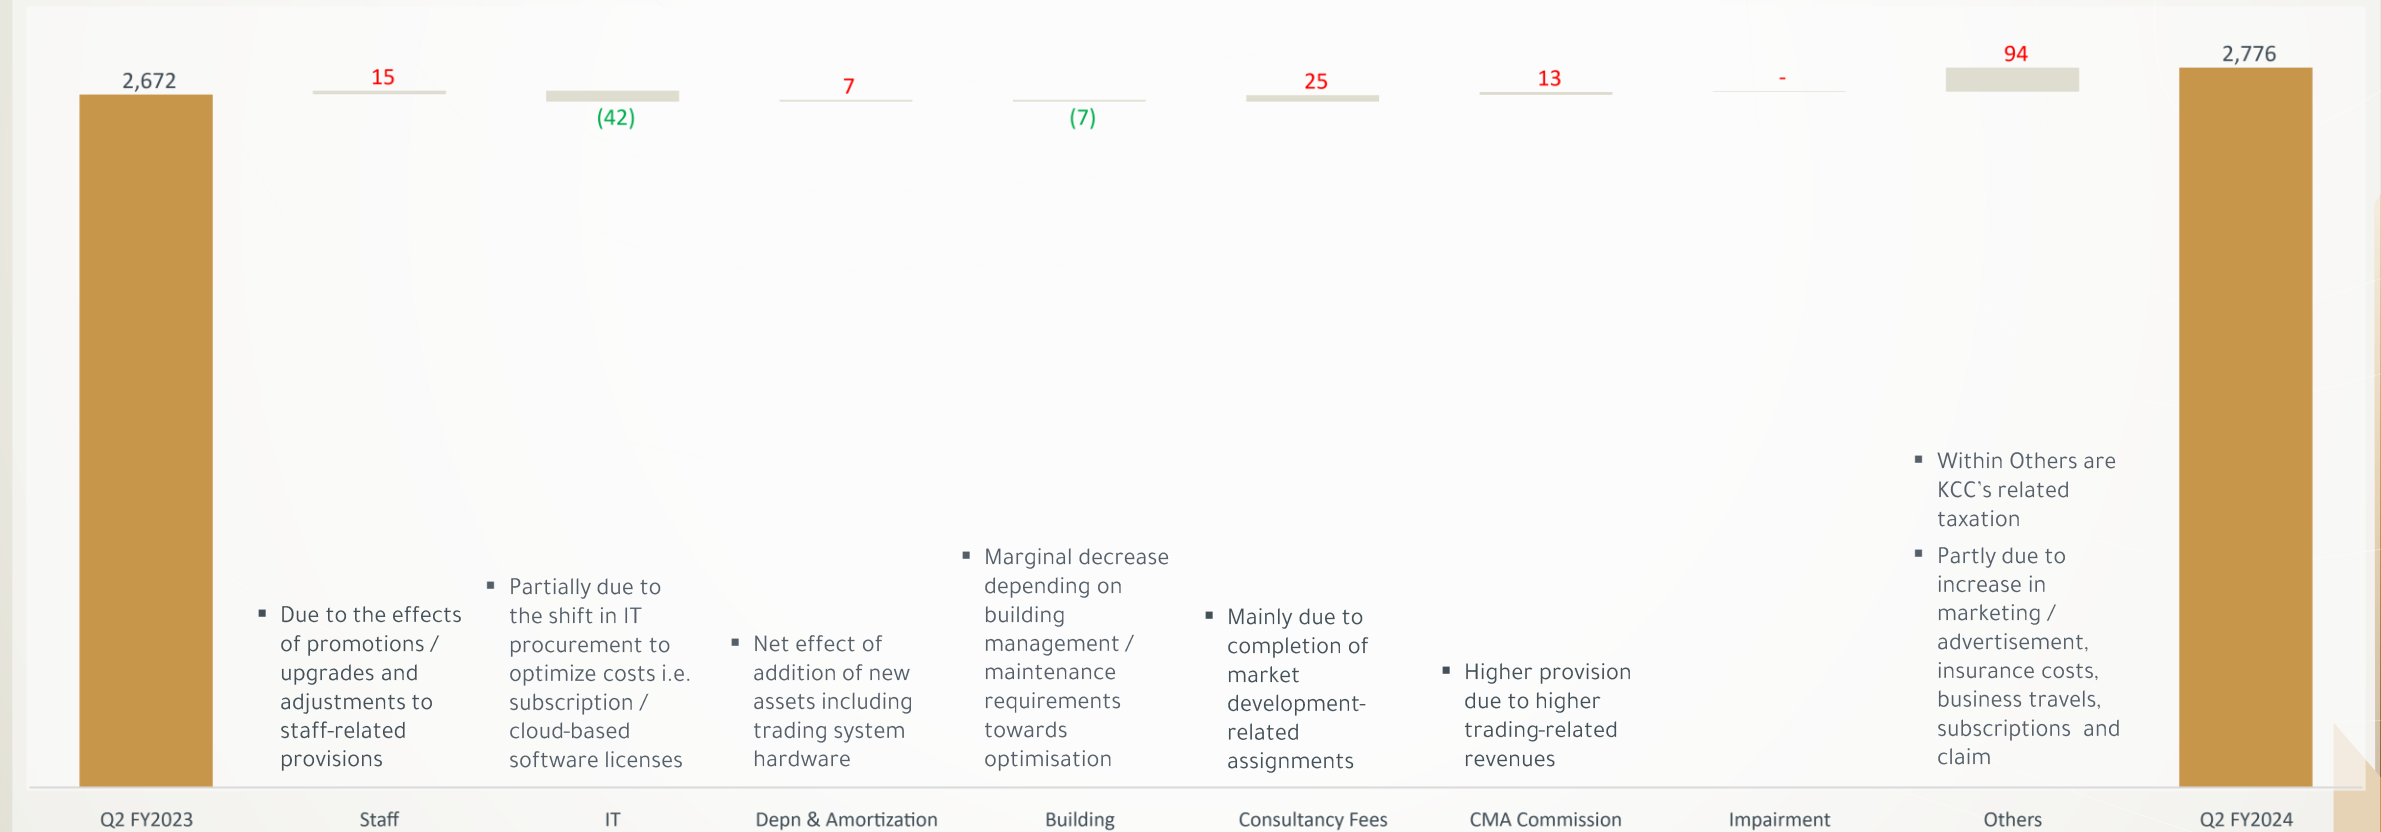 2,672
15
(42)
7
(7)
25
13
-
94
2,776
▪ Due to the effects
of promotions /
upgrades and
adjustments to
staff-related
provisions
▪ Partially due to
the shift in IT
procurement to
optimize costs i.e.
subscription /
cloud-based
software licenses
▪ Net effect of
addition of new
assets including
trading system
hardware
▪ Marginal decrease
depending on
building
management /
maintenance
requirements
towards
optimisation
▪ Mainly due to
completion of
market
development-
related
assignments
▪ Higher provision
due to higher
trading-related
revenues
▪ Within Others are
KCC`s related
taxation
▪ Partly due to
increase in
marketing /
advertisement,
insurance costs,
business travels,
subscriptions  and
claim
Q2 FY2023
Staff
IT
Depn & Amortization
Building
Consultancy Fees
CMA Commission
Impairment
Others
Q2 FY2024